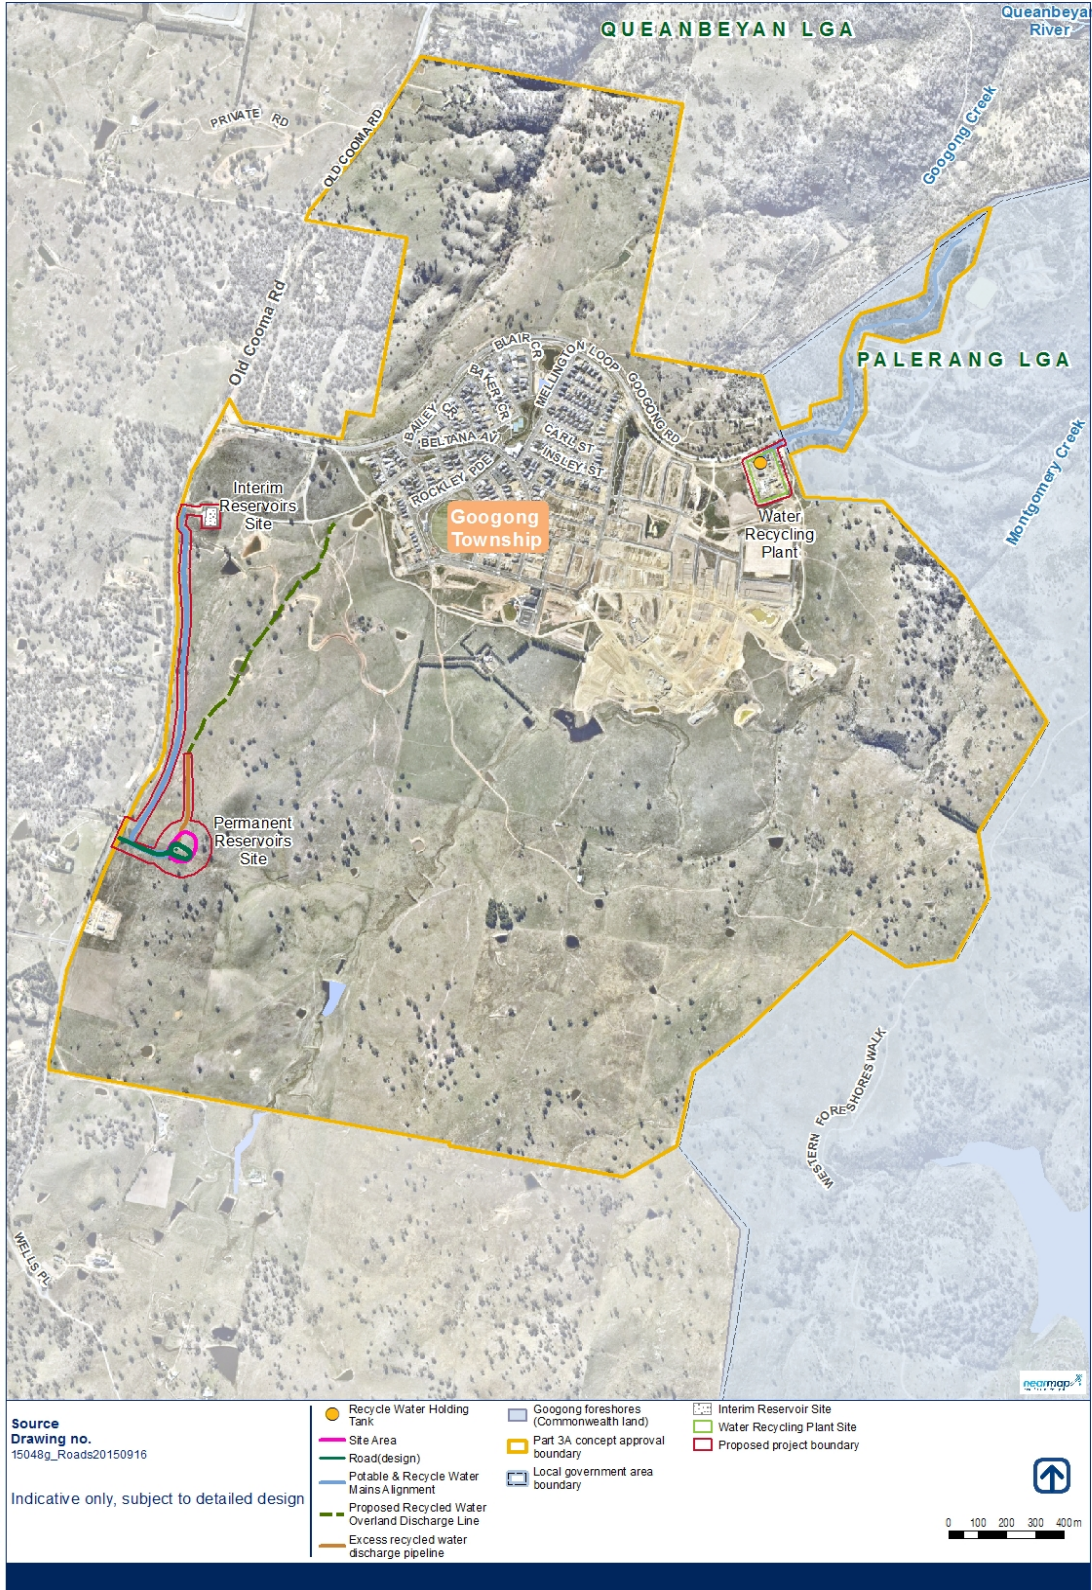 QUEANBEYAN LGA
Queanbeyan
River
PRIVATE RD
OLD COOMA RD
Googong Creek
Old Cooma Rd
PALERANG LGA
BLAIR CR
MELLINGTON LOOP
GOOGONG RD
BAKER CR
BAILEY CR
BELTANA AV
CARL ST
INSLEY ST
ROCKLEY PDE
Montgomery Creek
Interim
Reservoirs
Site
Googong
Township
Water
Recycling
Plant
Permanent
Reservoirs
Site
WESTERN FORESHORES WALK
WELLS PL
nearmap
Source
Drawing no.
15048g_Roads20150916
Indicative only, subject to detailed design
Recycle Water Holding
Tank
Site Area
Road(design)
Potable & Recycle Water
Mains Alignment
Proposed Recycled Water
Overland Discharge Line
Excess recycled water
discharge pipeline
Googong foreshores
(Commonwealth land)
Part 3A concept approval
boundary
Local government area
boundary
Interim Reservoir Site
Water Recycling Plant Site
Proposed project boundary
0 100 200 300 400m